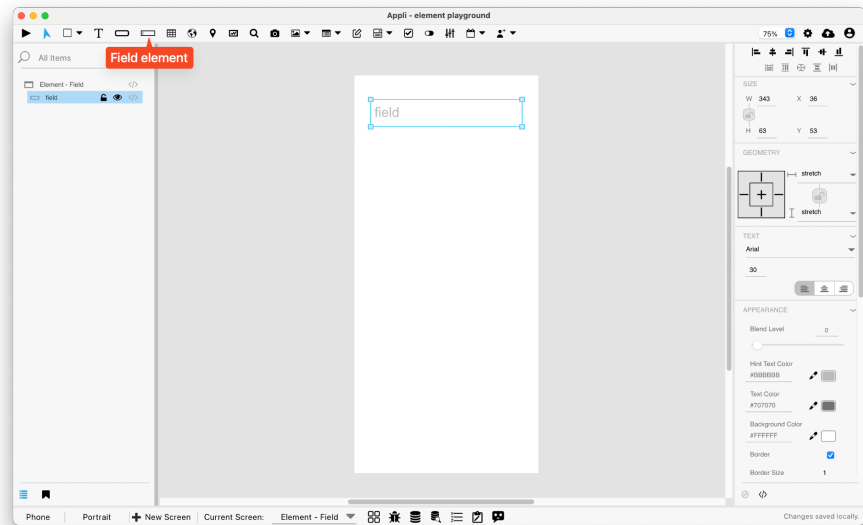 Appli - element playground
T
75%
All Items
Field element
Element - Field
field
field
SIZE
W 343 X 36
H 63 Y 53
GEOMETRY
stretch
stretch
TEXT
Arial
30
APPEARANCE
Blend Level 0
Hint Text Color
#BBBBBB
Text Color
#707070
Background Color
#FFFFFF
Border
Border Size 1
Phone Portrait New Screen Current Screen: Element - Field Changes saved locally.